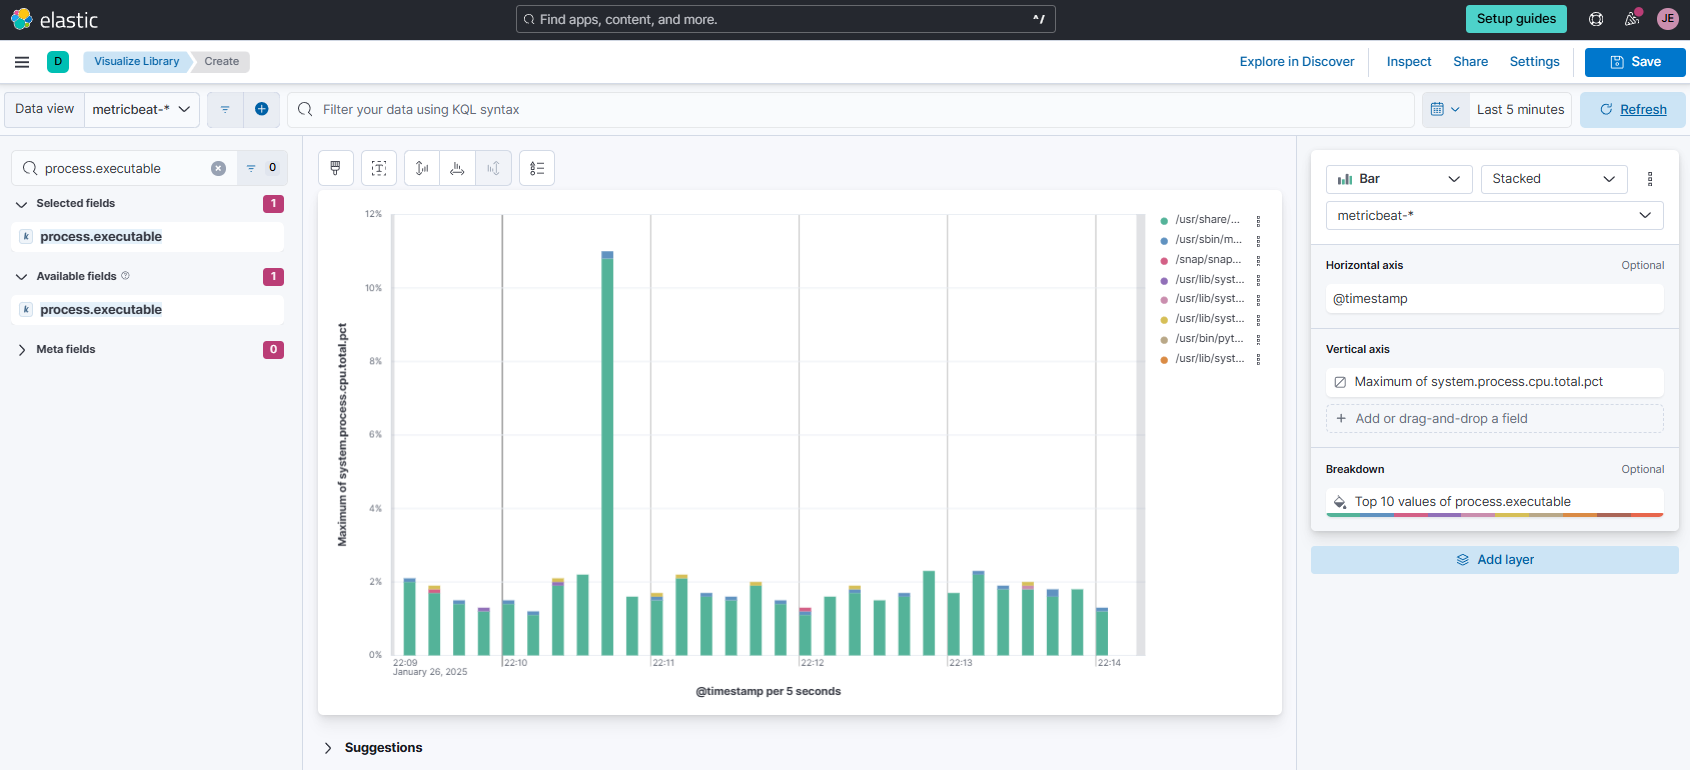 elastic
Find apps, content, and more.
^/
Setup guides
JE
D
Visualize Library
Create
Explore in Discover
Inspect
Share
Settings
Save
Data view
metricbeat-*
Filter your data using KQL syntax
Last 5 minutes
Refresh
process.executable
0
Selected fields
1
k process.executable
Available fields
1
k process.executable
Meta fields
0
12%
10%
8%
6%
4%
2%
0%
Maximum of system.process.cpu.total.pct
22:09
22:10
22:11
22:12
22:13
22:14
January 26, 2025
@timestamp per 5 seconds
/usr/share/...
/usr/sbin/m...
/snap/snap...
/usr/lib/syst...
/usr/lib/syst...
/usr/lib/syst...
/usr/bin/pyt...
/usr/lib/syst...
Suggestions
Bar
Stacked
metricbeat-*
Horizontal axis
Optional
@timestamp
Vertical axis
Maximum of system.process.cpu.total.pct
Add or drag-and-drop a field
Breakdown
Optional
Top 10 values of process.executable
Add layer